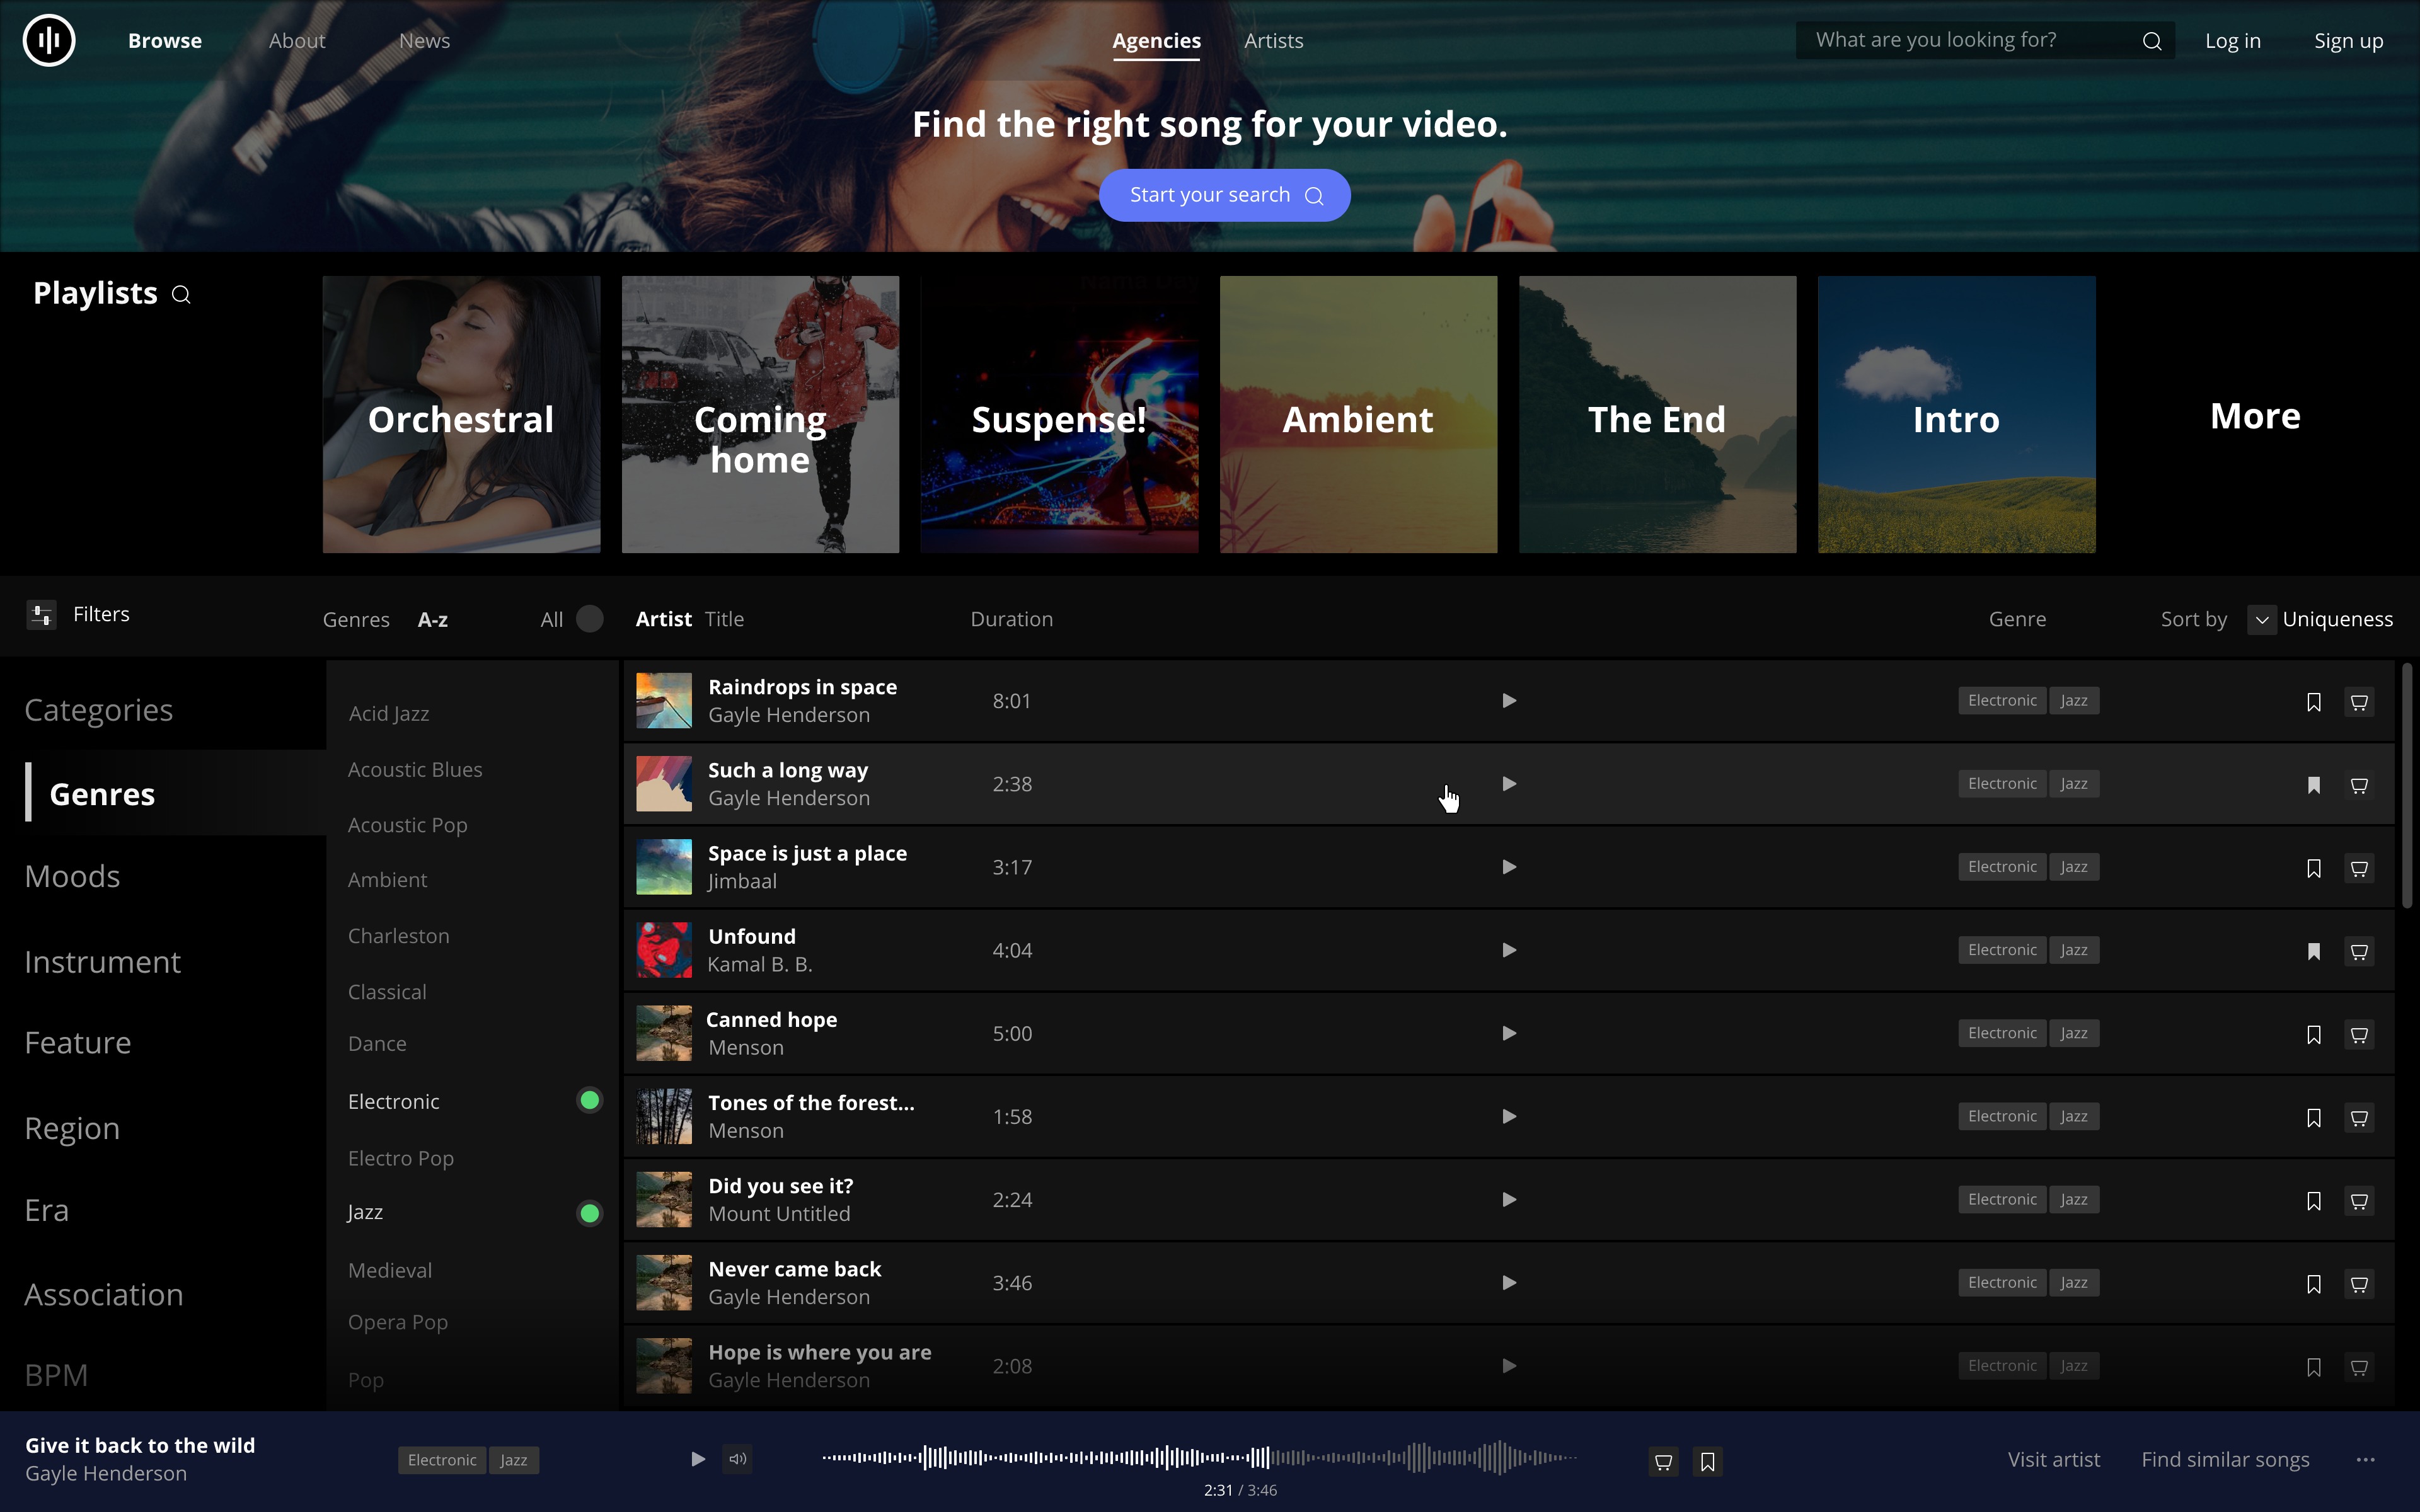 Browse About News Agencies Artists What are you looking for? Log in Sign up
Find the right song for your video.
Start your search
Playlists
Orchestral
Coming
home
Suspense!
Ambient
The End
Intro
More
Filters
Genres A-z All Artist Title Duration Genre Sort by Uniqueness
Categories
Genres
Moods
Instrument
Feature
Region
Era
Association
BPM
Acid Jazz
Acoustic Blues
Acoustic Pop
Ambient
Charleston
Classical
Dance
Electronic
Electro Pop
Jazz
Medieval
Opera Pop
Pop
Raindrops in space
Gayle Henderson
8:01 Electronic Jazz
Such a long way
Gayle Henderson
2:38 Electronic Jazz
Space is just a place
Jimbaal
3:17 Electronic Jazz
Unfound
Kamal B. B.
4:04 Electronic Jazz
Canned hope
Menson
5:00 Electronic Jazz
Tones of the forest...
Menson
1:58 Electronic Jazz
Did you see it?
Mount Untitled
2:24 Electronic Jazz
Never came back
Gayle Henderson
3:46 Electronic Jazz
Hope is where you are
Gayle Henderson
2:08 Electronic Jazz
Give it back to the wild
Gayle Henderson
Electronic Jazz
2:31 / 3:46
Visit artist Find similar songs